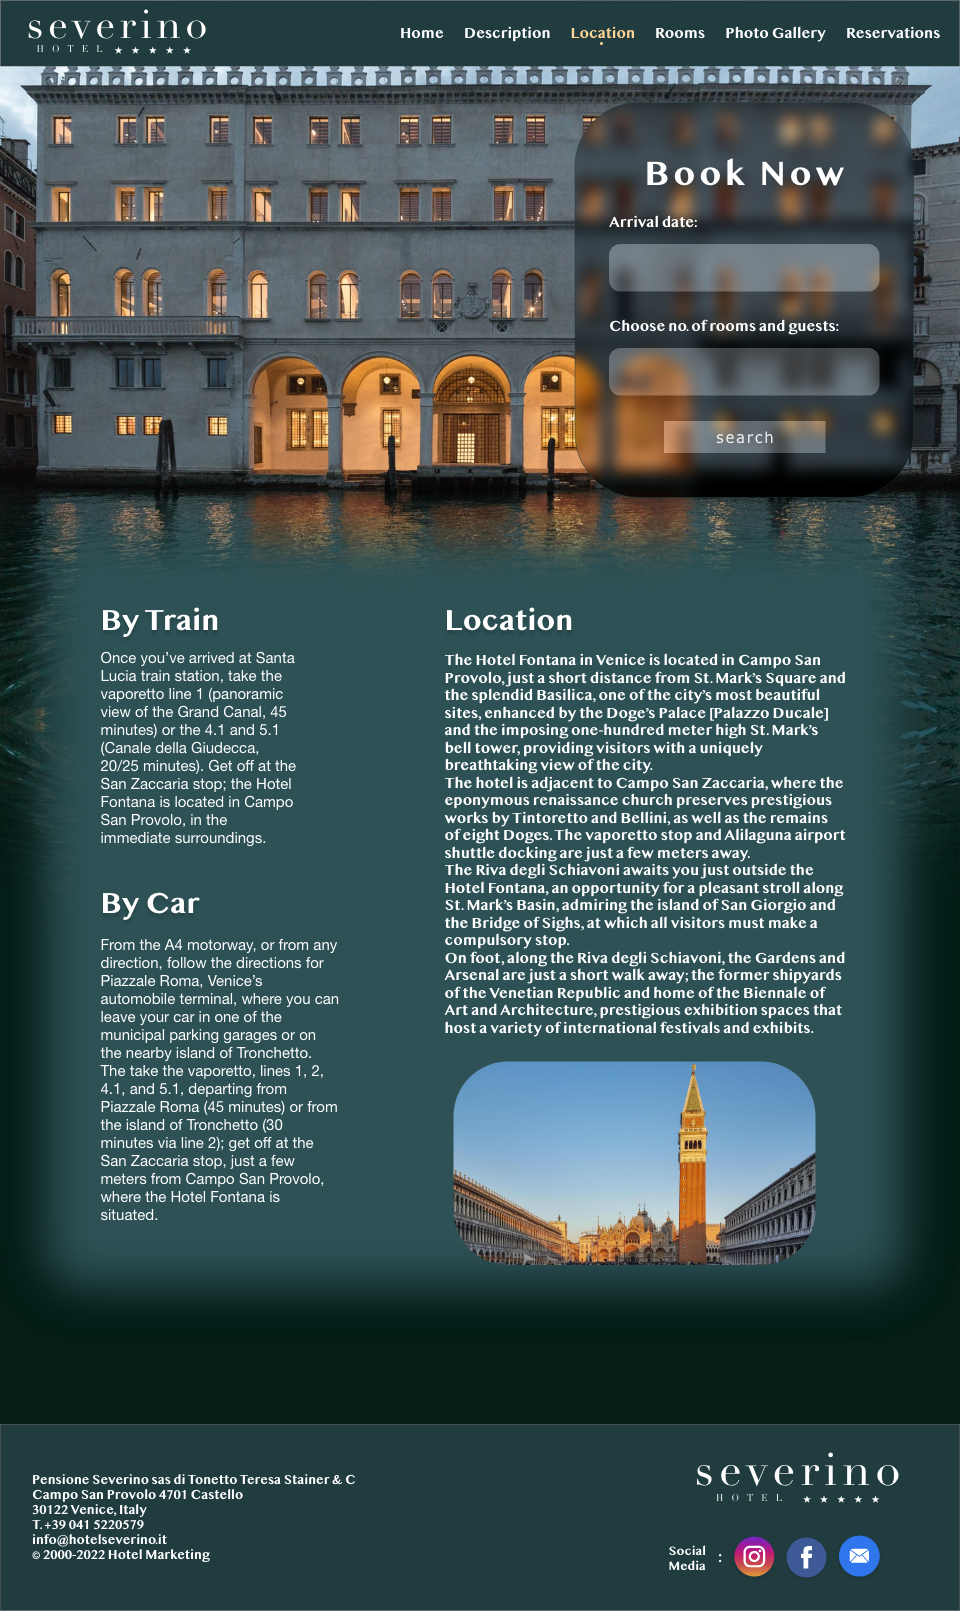 severino
HOTEL ★ ★ ★ ★ ★
Home Description Location Rooms Photo Gallery Reservations
Book Now
Arrival date:
Choose no. of rooms and guests:
search
By Train
Once you’ve arrived at Santa
Lucia train station, take the
vaporetto line 1 (panoramic
view of the Grand Canal, 45
minutes) or the 4.1 and 5.1
(Canale della Giudecca,
20/25 minutes). Get off at the
San Zaccaria stop; the Hotel
Fontana is located in Campo
San Provolo, in the
immediate surroundings.
By Car
From the A4 motorway, or from any
direction, follow the directions for
Piazzale Roma, Venice’s
automobile terminal, where you can
leave your car in one of the
municipal parking garages or on
the nearby island of Tronchetto.
The take the vaporetto, lines 1, 2,
4.1, and 5.1, departing from
Piazzale Roma (45 minutes) or from
the island of Tronchetto (30
minutes via line 2); get off at the
San Zaccaria stop, just a few
meters from Campo San Provolo,
where the Hotel Fontana is
situated.
Location
The Hotel Fontana in Venice is located in Campo San
Provolo, just a short distance from St. Mark’s Square and
the splendid Basilica, one of the city’s most beautiful
sites, enhanced by the Doge’s Palace [Palazzo Ducale]
and the imposing one-hundred meter high St. Mark’s
bell tower, providing visitors with a uniquely
breathtaking view of the city.
The hotel is adjacent to Campo San Zaccaria, where the
eponymous renaissance church preserves prestigious
works by Tintoretto and Bellini, as well as the remains
of eight Doges. The vaporetto stop and Alilaguna airport
shuttle docking are just a few meters away.
The Riva degli Schiavoni awaits you just outside the
Hotel Fontana, an opportunity for a pleasant stroll along
St. Mark’s Basin, admiring the island of San Giorgio and
the Bridge of Sighs, at which all visitors must make a
compulsory stop.
On foot, along the Riva degli Schiavoni, the Gardens and
Arsenal are just a short walk away; the former shipyards
of the Venetian Republic and home of the Biennale of
Art and Architecture, prestigious exhibition spaces that
host a variety of international festivals and exhibits.
Pensione Severino sas di Tonetto Teresa Stainer & C
Campo San Provolo 4701 Castello
30122 Venice, Italy
T. +39 041 5220579
info@hotelseverino.it
© 2000-2022 Hotel Marketing
severino
HOTEL ★ ★ ★ ★ ★
Social
Media :